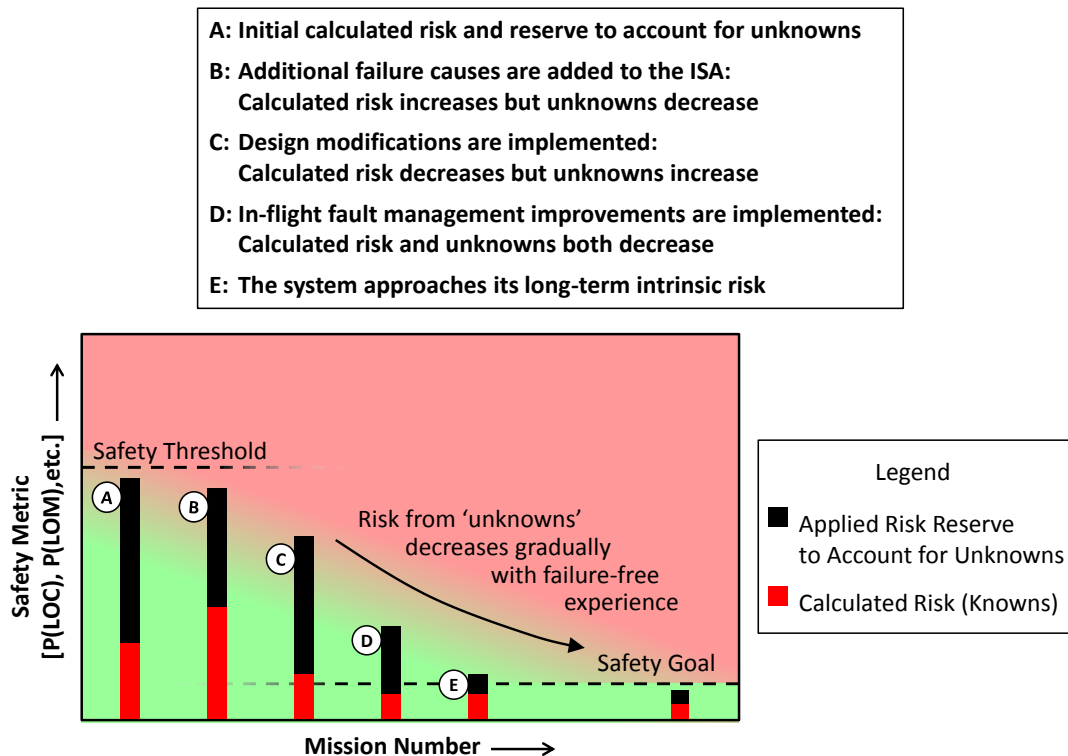 A: Initial calculated risk and reserve to account for unknowns
B: Additional failure causes are added to the ISA:
Calculated risk increases but unknowns decrease
C: Design modifications are implemented:
Calculated risk decreases but unknowns increase
D: In-flight fault management improvements are implemented:
Calculated risk and unknowns both decrease
E: The system approaches its long-term intrinsic risk
Safety Metric
[P(LOC), P(LOM),etc.]
Safety Threshold
A
B
C
D
E
Risk from ‘unknowns’
decreases gradually
with failure-free
experience
Safety Goal
Mission Number
Legend
Applied Risk Reserve
to Account for Unknowns
Calculated Risk (Knowns)